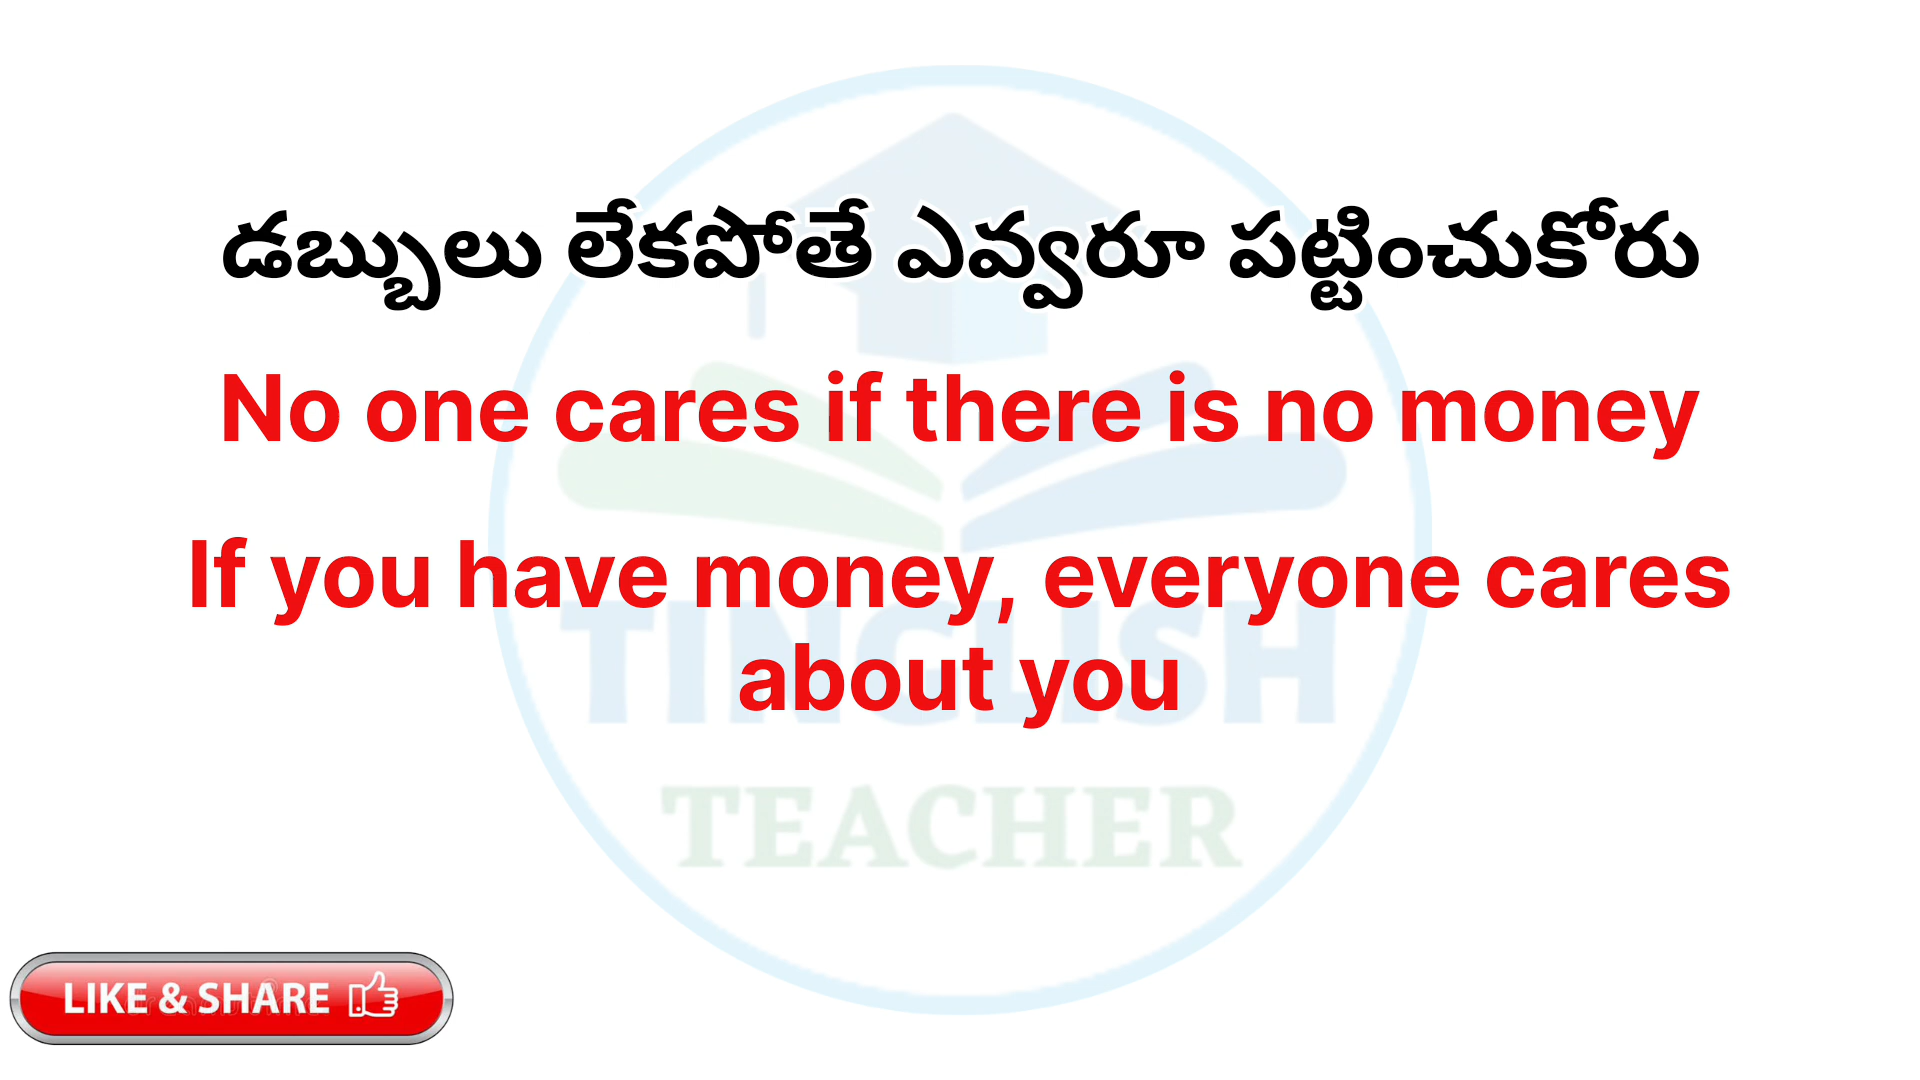 డబ్బులు లేకపోతే ఎవ్వరూ పట్టించుకోరు
No one cares if there is no money
If you have money, everyone cares
about you
TINGLISH
TEACHER
LIKE & SHARE